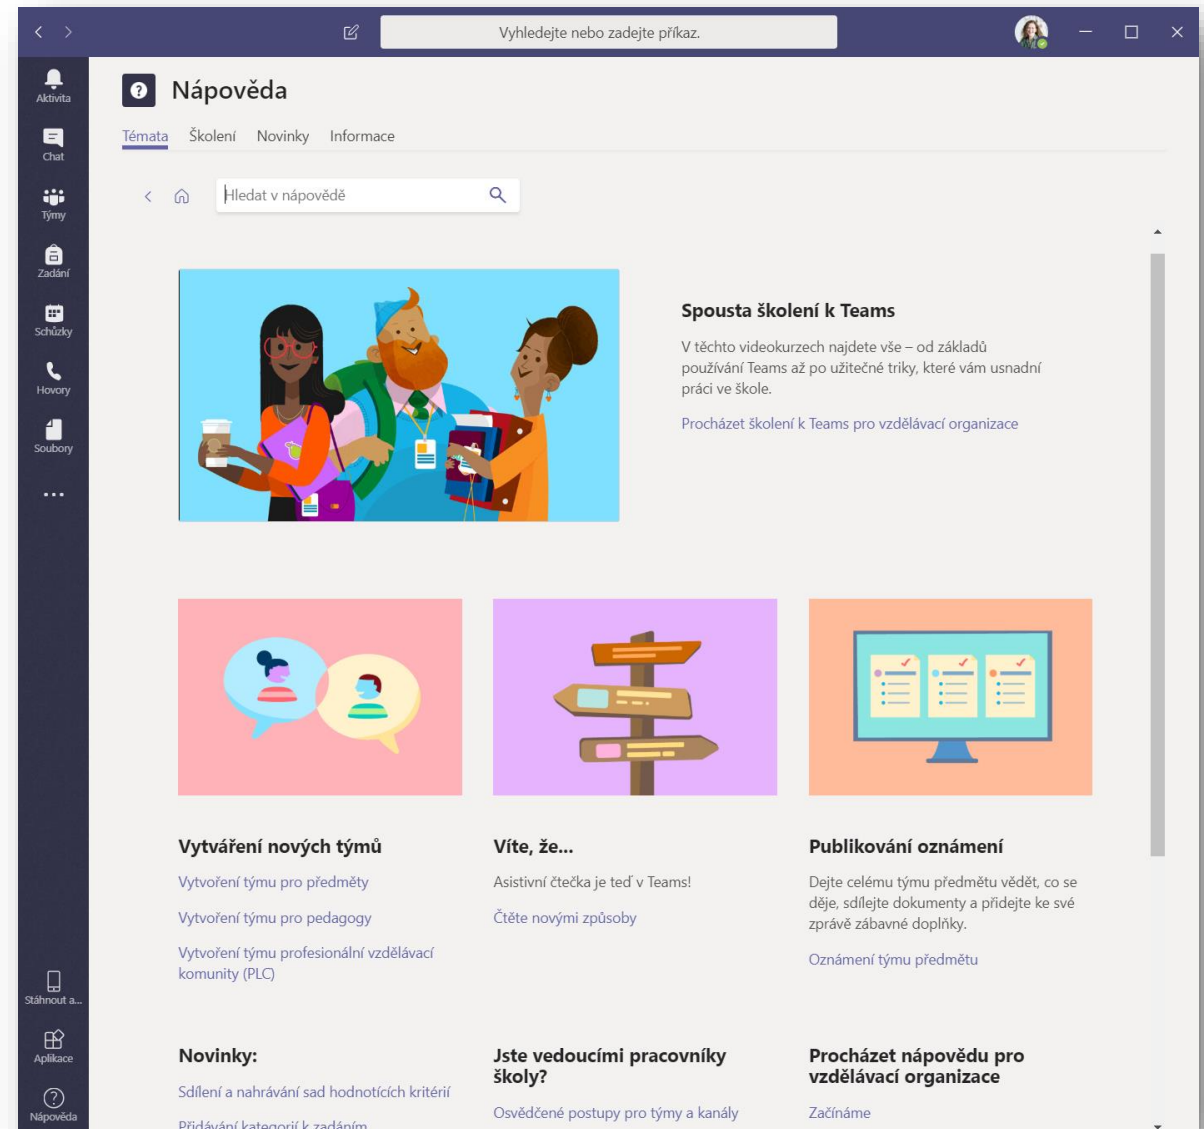 Vyhledejte nebo zadejte příkaz.
Aktivita
Chat
Týmy
Zadání
Schůzky
Hovory
Soubory
Stáhnout a...
Aplikace
Nápověda
Nápověda
Témata Školení Novinky Informace
Hledat v nápovědě
Spousta školení k Teams
V těchto videokurzech najdete vše – od základů
používání Teams až po užitečné triky, které vám usnadní
práci ve škole.
Procházet školení k Teams pro vzdělávací organizace
Vytváření nových týmů
Vytvoření týmu pro předměty
Vytvoření týmu pro pedagogy
Vytvoření týmu profesionální vzdělávací
komunity (PLC)
Víte, že...
Asistivní čtečka je teď v Teams!
Čtěte novými způsoby
Publikování oznámení
Dejte celému týmu předmětu vědět, co se
děje, sdílejte dokumenty a přidejte ke své
zprávě zábavné doplňky.
Oznámení týmu předmětu
Novinky:
Sdílení a nahrávání sad hodnotících kritérií
Přidávání kategorií k zadáním
Jste vedoucími pracovníky
školy?
Osvědčené postupy pro týmy a kanály
Procházet nápovědu pro
vzdělávací organizace
Začínáme